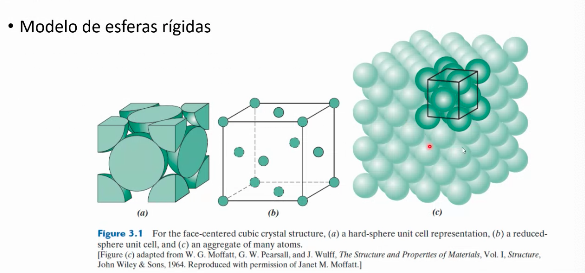 • Modelo de esferas rígidas
(a)
(b)
(c)
Figure 3.1 For the face-centered cubic crystal structure, (a) a hard-sphere unit cell representation, (b) a reduced-
sphere unit cell, and (c) an aggregate of many atoms.
[Figure (c) adapted from W. G. Moffatt, G. W. Pearsall, and J. Wulff, The Structure and Properties of Materials, Vol. I, Structure,
John Wiley & Sons, 1964. Reproduced with permission of Janet M. Moffatt.]